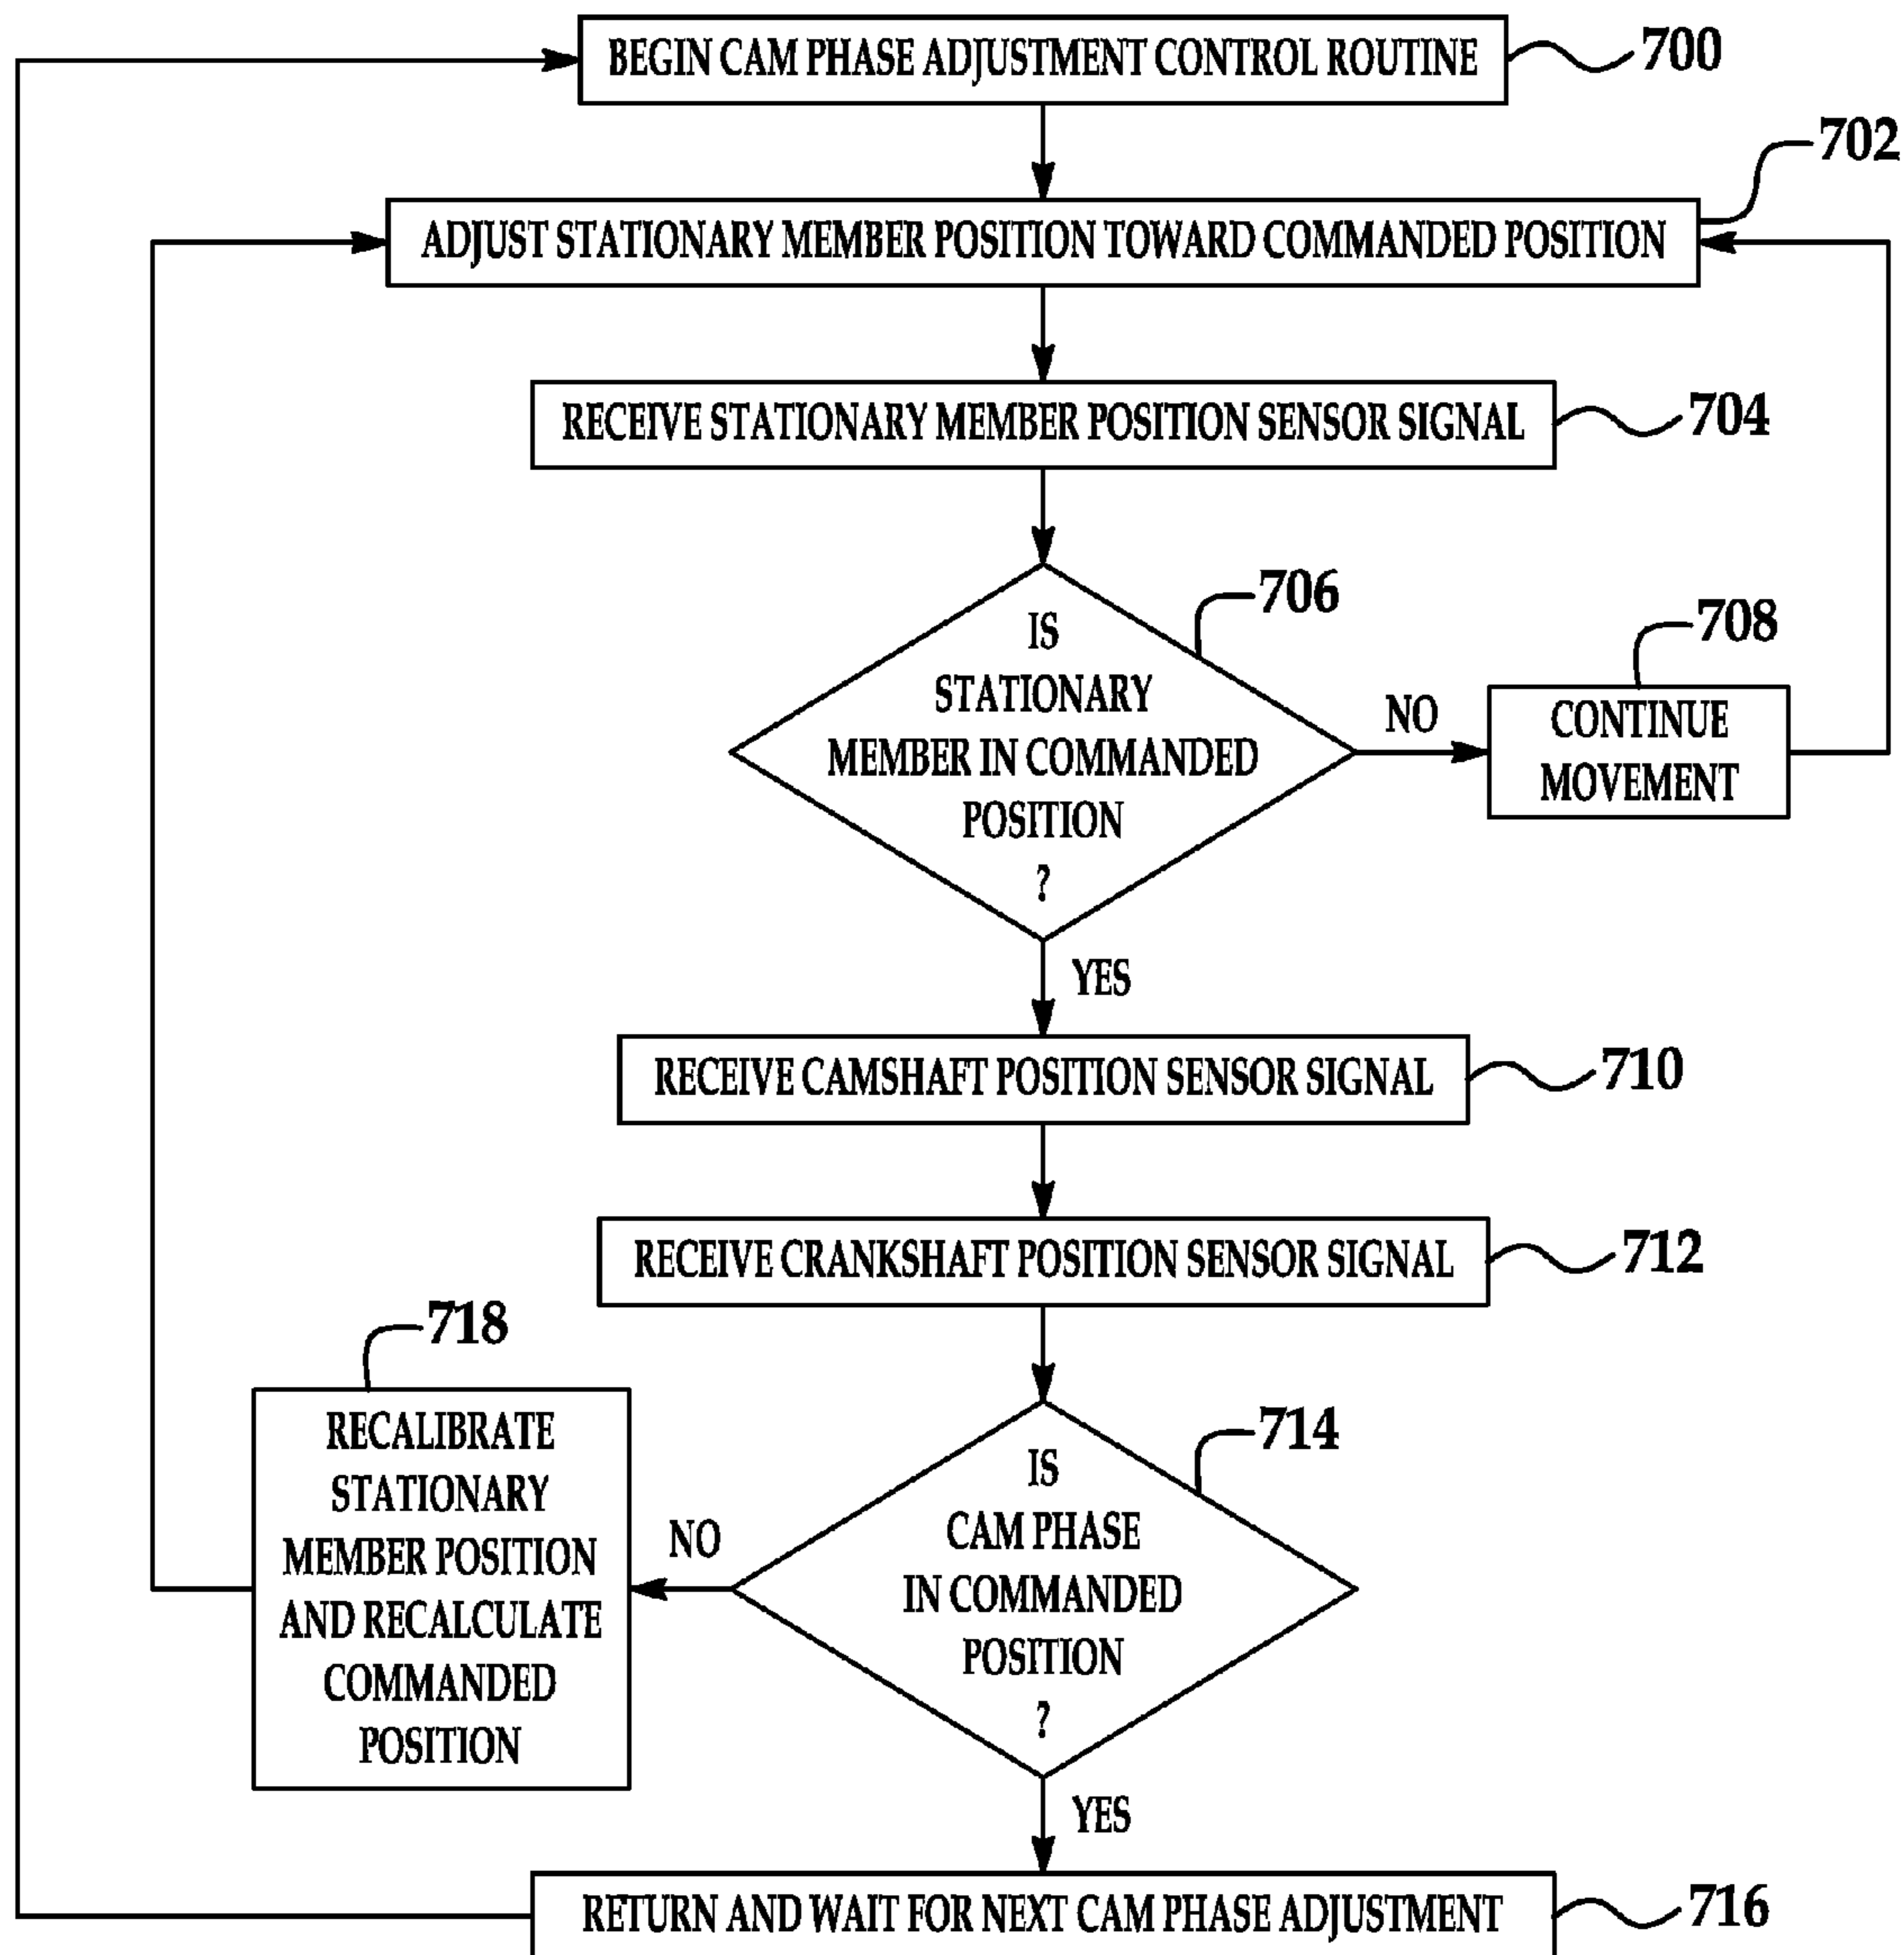 BEGIN CAM PHASE ADJUSTMENT CONTROL ROUTINE
700
702
ADJUST STATIONARY MEMBER POSITION TOWARD COMMANDED POSITION
RECEIVE STATIONARY MEMBER POSITION SENSOR SIGNAL
704
706
IS
STATIONARY
MEMBER IN COMMANDED
POSITION
?
NO
708
CONTINUE
MOVEMENT
YES
RECEIVE CAMSHAFT POSITION SENSOR SIGNAL
710
RECEIVE CRANKSHAFT POSITION SENSOR SIGNAL
712
714
IS
CAM PHASE
IN COMMANDED
POSITION
?
NO
718
RECALIBRATE
STATIONARY
MEMBER POSITION
AND RECALCULATE
COMMANDED
POSITION
YES
RETURN AND WAIT FOR NEXT CAM PHASE ADJUSTMENT
716